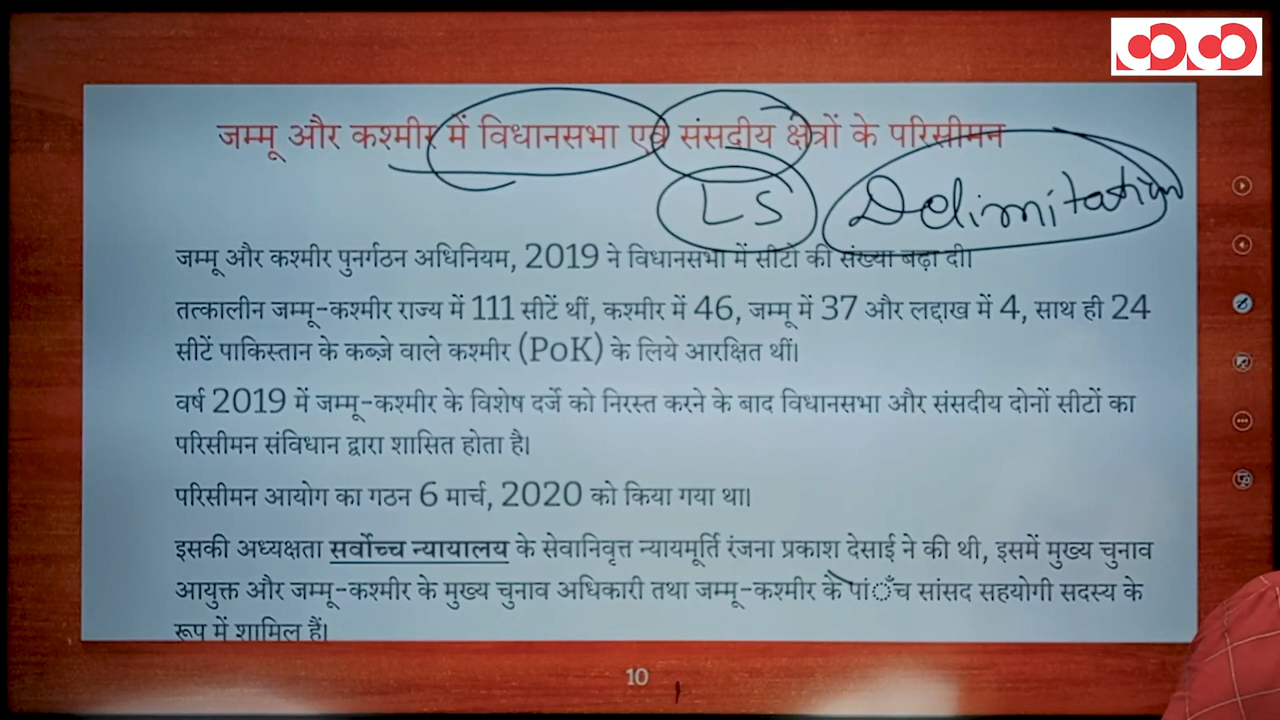 जम्मू और कश्मीर में विधानसभा एवं संसदीय क्षेत्रों के परिसीमन
LS Delimitation
जम्मू और कश्मीर पुनर्गठन अधिनियम, 2019 ने विधानसभा में सीटों की संख्या बढ़ा दी।
तत्कालीन जम्मू-कश्मीर राज्य में 111 सीटें थीं, कश्मीर में 46, जम्मू में 37 और लद्दाख में 4, साथ ही 24
सीटें पाकिस्तान के कब्ज़े वाले कश्मीर (PoK) के लिये आरक्षित थीं।
वर्ष 2019 में जम्मू-कश्मीर के विशेष दर्जे को निरस्त करने के बाद विधानसभा और संसदीय दोनों सीटों का
परिसीमन संविधान द्वारा शासित होता है।
परिसीमन आयोग का गठन 6 मार्च, 2020 को किया गया था।
इसकी अध्यक्षता सर्वोच्च न्यायालय के सेवानिवृत्त न्यायमूर्ति रंजना प्रकाश देसाई ने की थी, इसमें मुख्य चुनाव
आयुक्त और जम्मू-कश्मीर के मुख्य चुनाव अधिकारी तथा जम्मू-कश्मीर के पांँच सांसद सहयोगी सदस्य के
रूप में शामिल हैं।
10